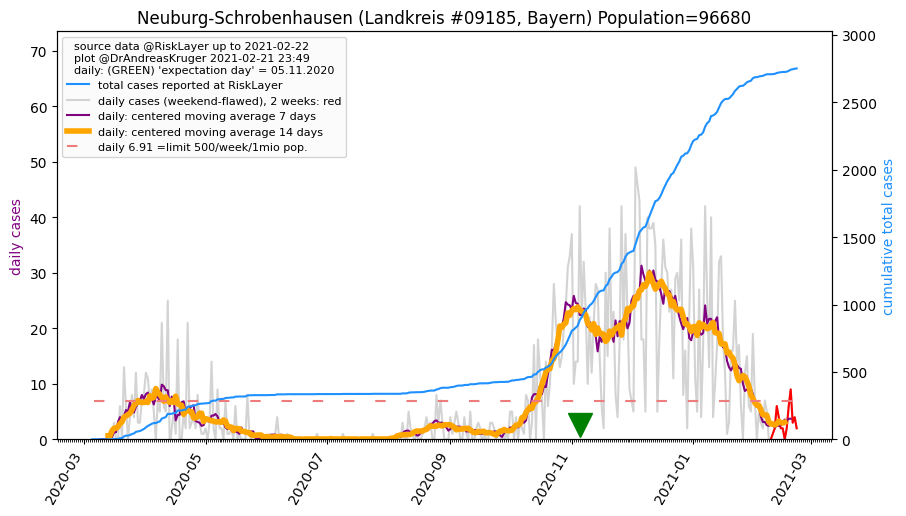 Neuburg-Schrobenhausen (Landkreis #09185, Bayern) Population=96680
source data @RiskLayer up to 2021-02-22
plot @DrAndreasKruger 2021-02-21 23:49
daily: (GREEN) 'expectation day' = 05.11.2020
total cases reported at RiskLayer
daily cases (weekend-flawed), 2 weeks: red
daily: centered moving average 7 days
daily: centered moving average 14 days
daily 6.91 =limit 500/week/1mio pop.
daily cases
70
60
50
40
30
20
10
0
cumulative total cases
3000
2500
2000
1500
1000
500
0
2020-03
2020-05
2020-07
2020-09
2020-11
2021-01
2021-03